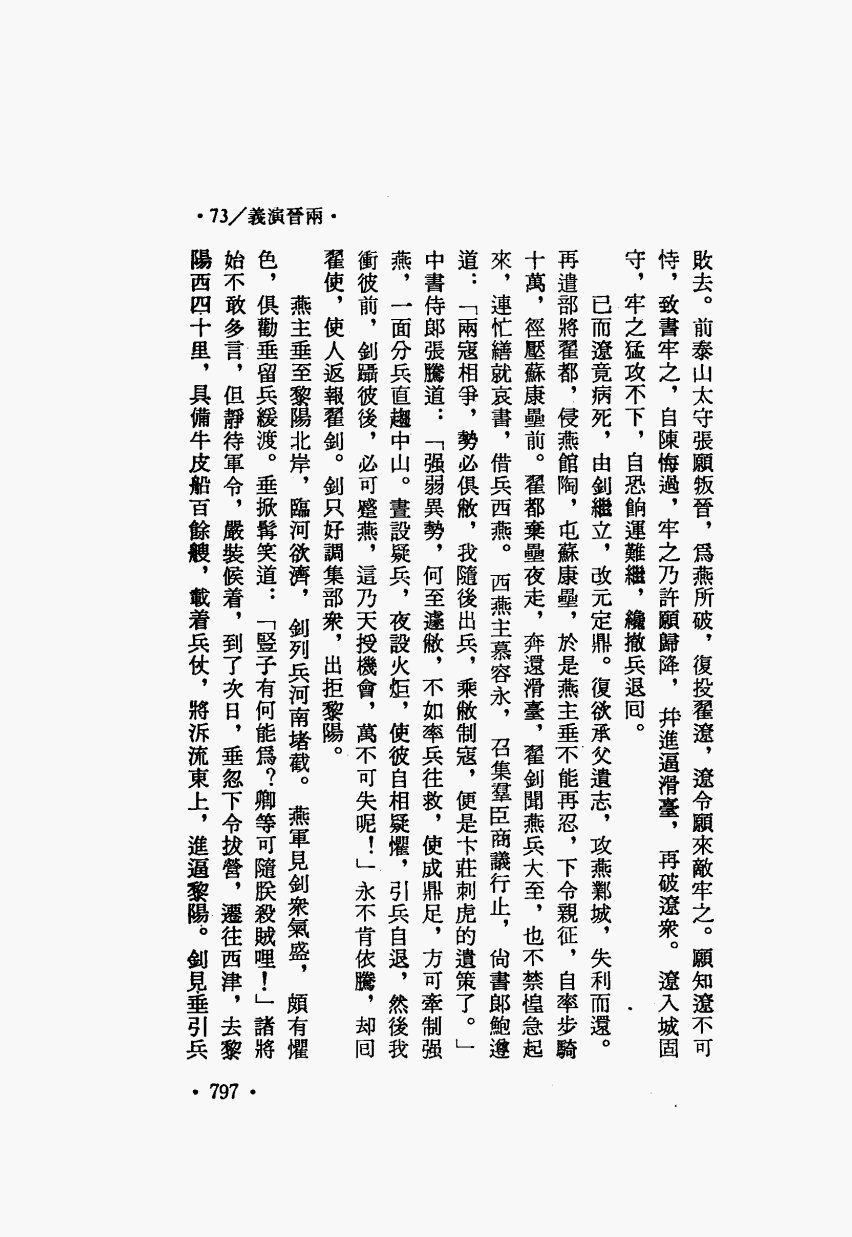 ·73／義演晉兩·
敗去。前泰山太守張願叛晉，爲燕所破，復投翟遼，遼令願來敵牢之。願知遼不可
恃，致書牢之，自陳悔過，牢之乃許願歸降，幷進逼滑臺，再破遼衆。遼入城固
守，牢之猛攻不下，自恐餉運難繼，纔撤兵退回。
已而遼竟病死，由釗繼立，改元定鼎。復欲承父遺志，攻燕鄴城，失利而還。
再遣部將翟都，侵燕館陶，屯蘇康壘，於是燕主垂不能再忍，下令親征，自率步騎
十萬，徑壓蘇康壘前。翟都棄壘夜走，奔還滑臺，翟釗聞燕兵大至，也不禁惶急起
來，連忙繕就哀書，借兵西燕。西燕主慕容永，召集羣臣商議行止，尙書郞鮑遵
道：「兩寇相爭，勢必俱敝，我隨後出兵，乘敝制寇，便是卞莊刺虎的遺策了。」
中書侍郞張騰道：「强弱異勢，何至遽敝，不如率兵往救，使成鼎足，方可牽制强
燕，一面分兵直趨中山。晝設疑兵，夜設火炬，使彼自相疑懼，引兵自退，然後我
衝彼前，釗躡彼後，必可蹙燕，這乃天授機會，萬不可失呢！」永不肯依騰，却回
翟使，使人返報翟釗。釗只好調集部衆，出拒黎陽。
燕主垂至黎陽北岸，臨河欲濟，釗列兵河南堵截。燕軍見釗衆氣盛，頗有懼
色，俱勸垂留兵緩渡。垂掀髯笑道：「豎子有何能爲？卿等可隨朕殺賊哩！」諸將
始不敢多言，但靜待軍令，嚴裝候着，到了次日，垂忽下令拔營，遷往西津，去黎
陽西四十里，具備牛皮船百餘艘，載着兵仗，將泝流東上，進逼黎陽。釗見垂引兵
·797·